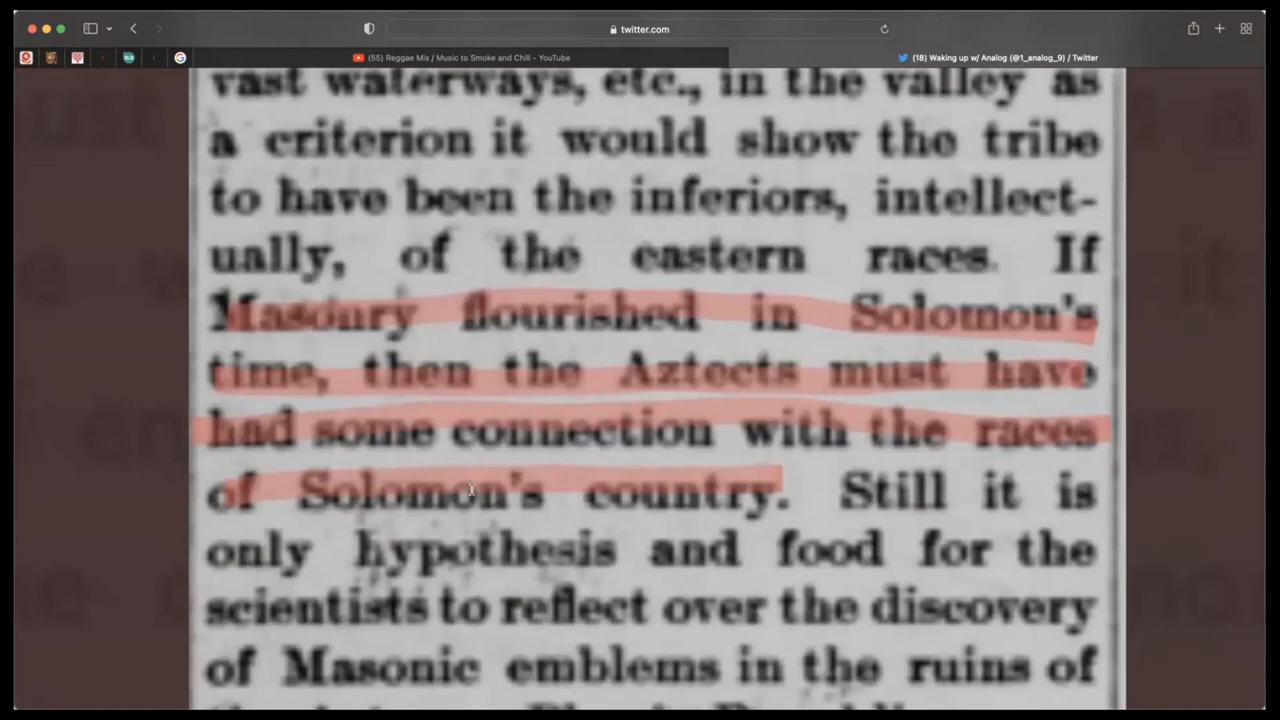 twitter.com
(55) Reggae Mix / Music to Smoke and Chill - YouTube
(18) Waking up w/ Analog (@1_analog_9) / Twitter
vast waterways, etc., in the valley as
a criterion it would show the tribe
to have been the inferiors, intellect-
ually, of the eastern races. If
Masonry flourished in Solomon's
time, then the Aztects must have
had some connection with the races
of Solomon's country. Still it is
only hypothesis and food for the
scientists to reflect over the discovery
of Masonic emblems in the ruins of